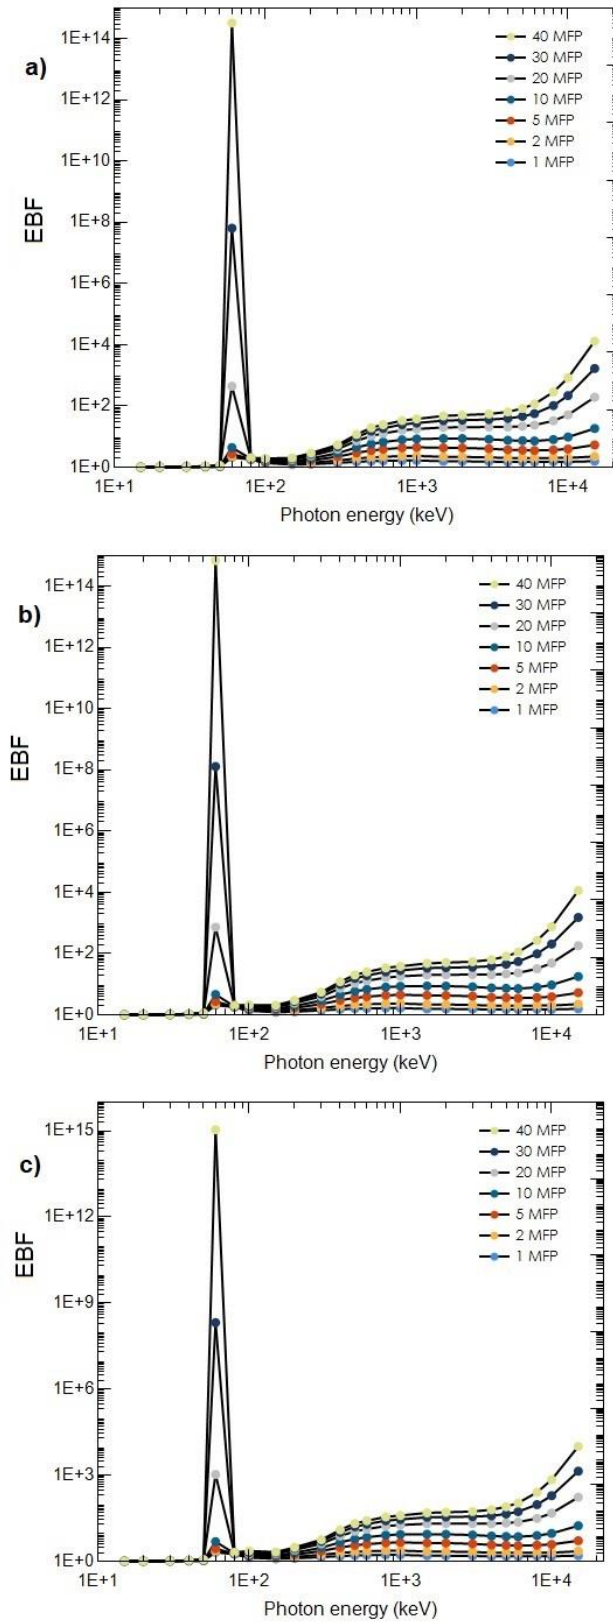 a)
EBF
1E+14
1E+12
1E+10
1E+8
1E+6
1E+4
1E+2
1E+0
40 MFP
30 MFP
20 MFP
10 MFP
5 MFP
2 MFP
1 MFP
1E+1 1E+2 1E+3 1E+4
Photon energy (keV)
b)
EBF
1E+14
1E+12
1E+10
1E+8
1E+6
1E+4
1E+2
1E+0
40 MFP
30 MFP
20 MFP
10 MFP
5 MFP
2 MFP
1 MFP
1E+1 1E+2 1E+3 1E+4
Photon energy (keV)
c)
EBF
1E+15
1E+12
1E+9
1E+6
1E+3
1E+0
40 MFP
30 MFP
20 MFP
10 MFP
5 MFP
2 MFP
1 MFP
1E+1 1E+2 1E+3 1E+4
Photon energy (keV)